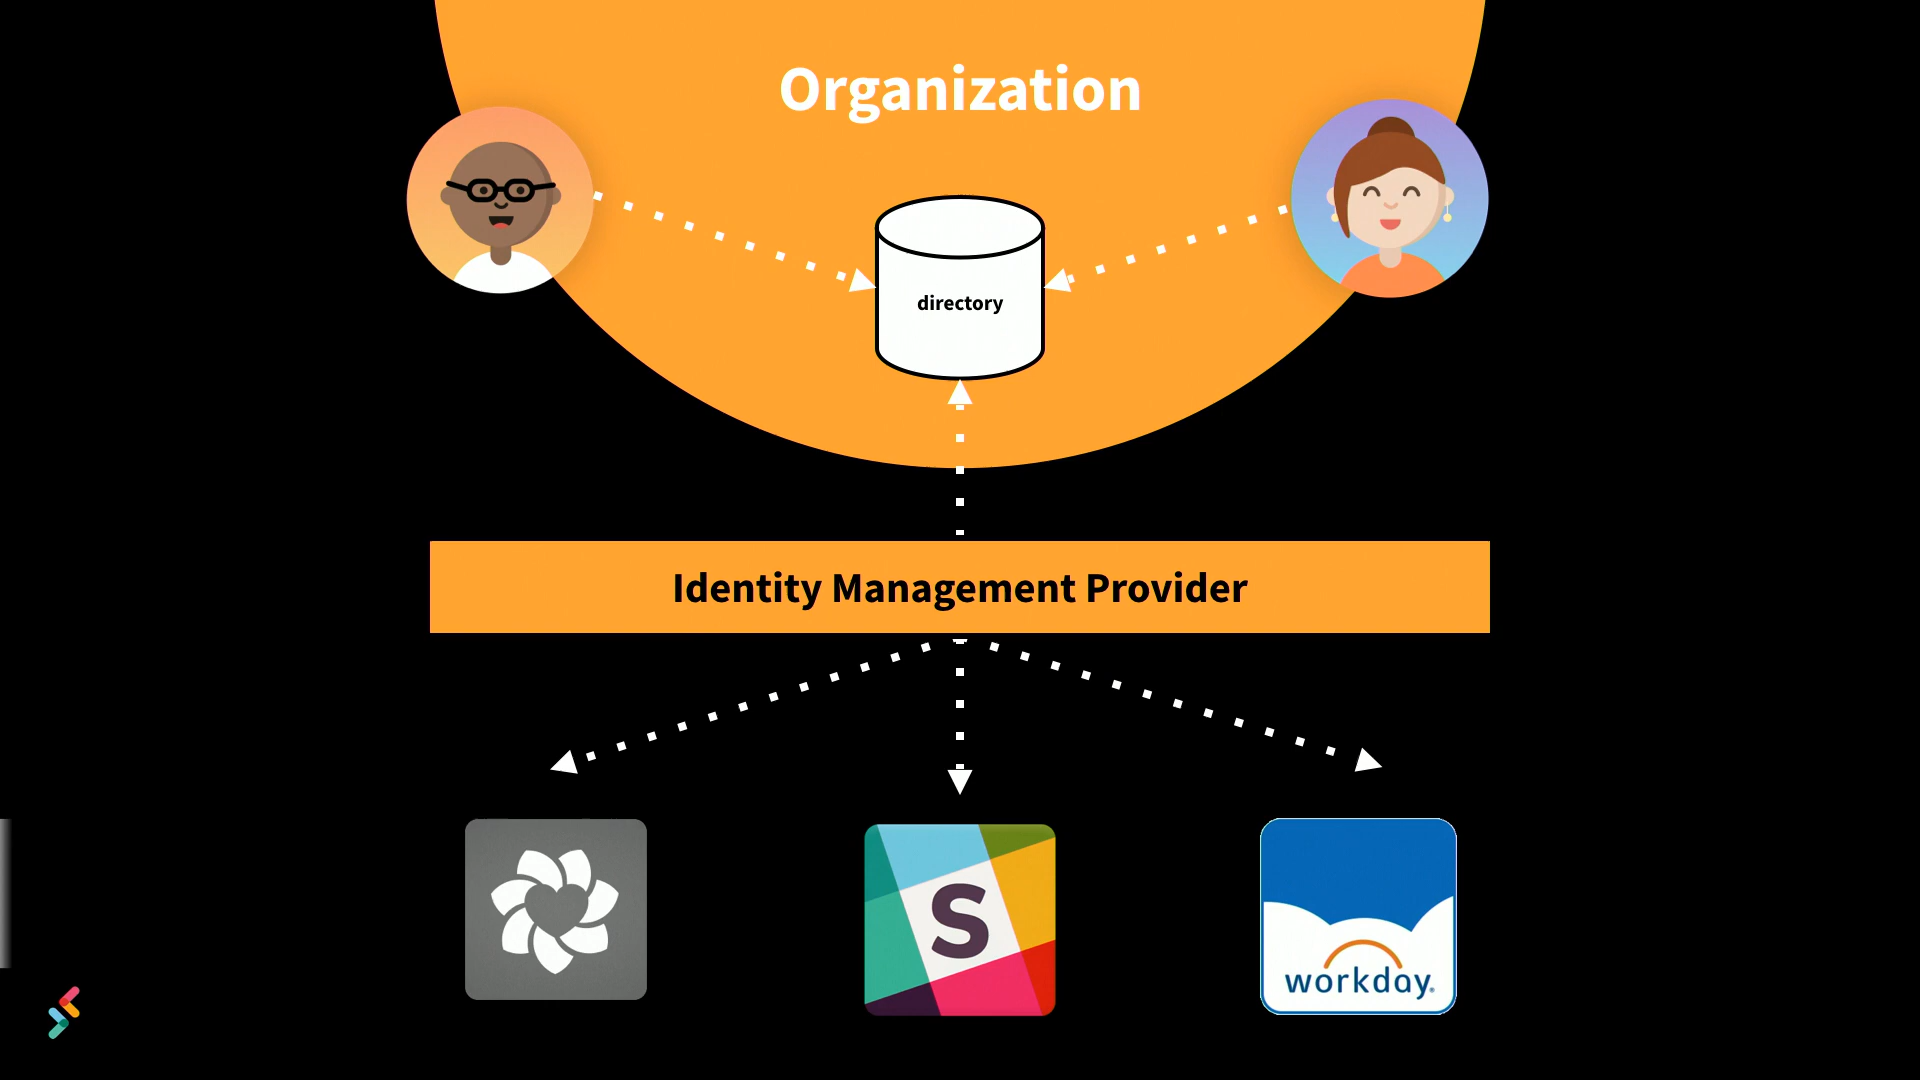 Organization
directory
Identity Management Provider
S
workday®